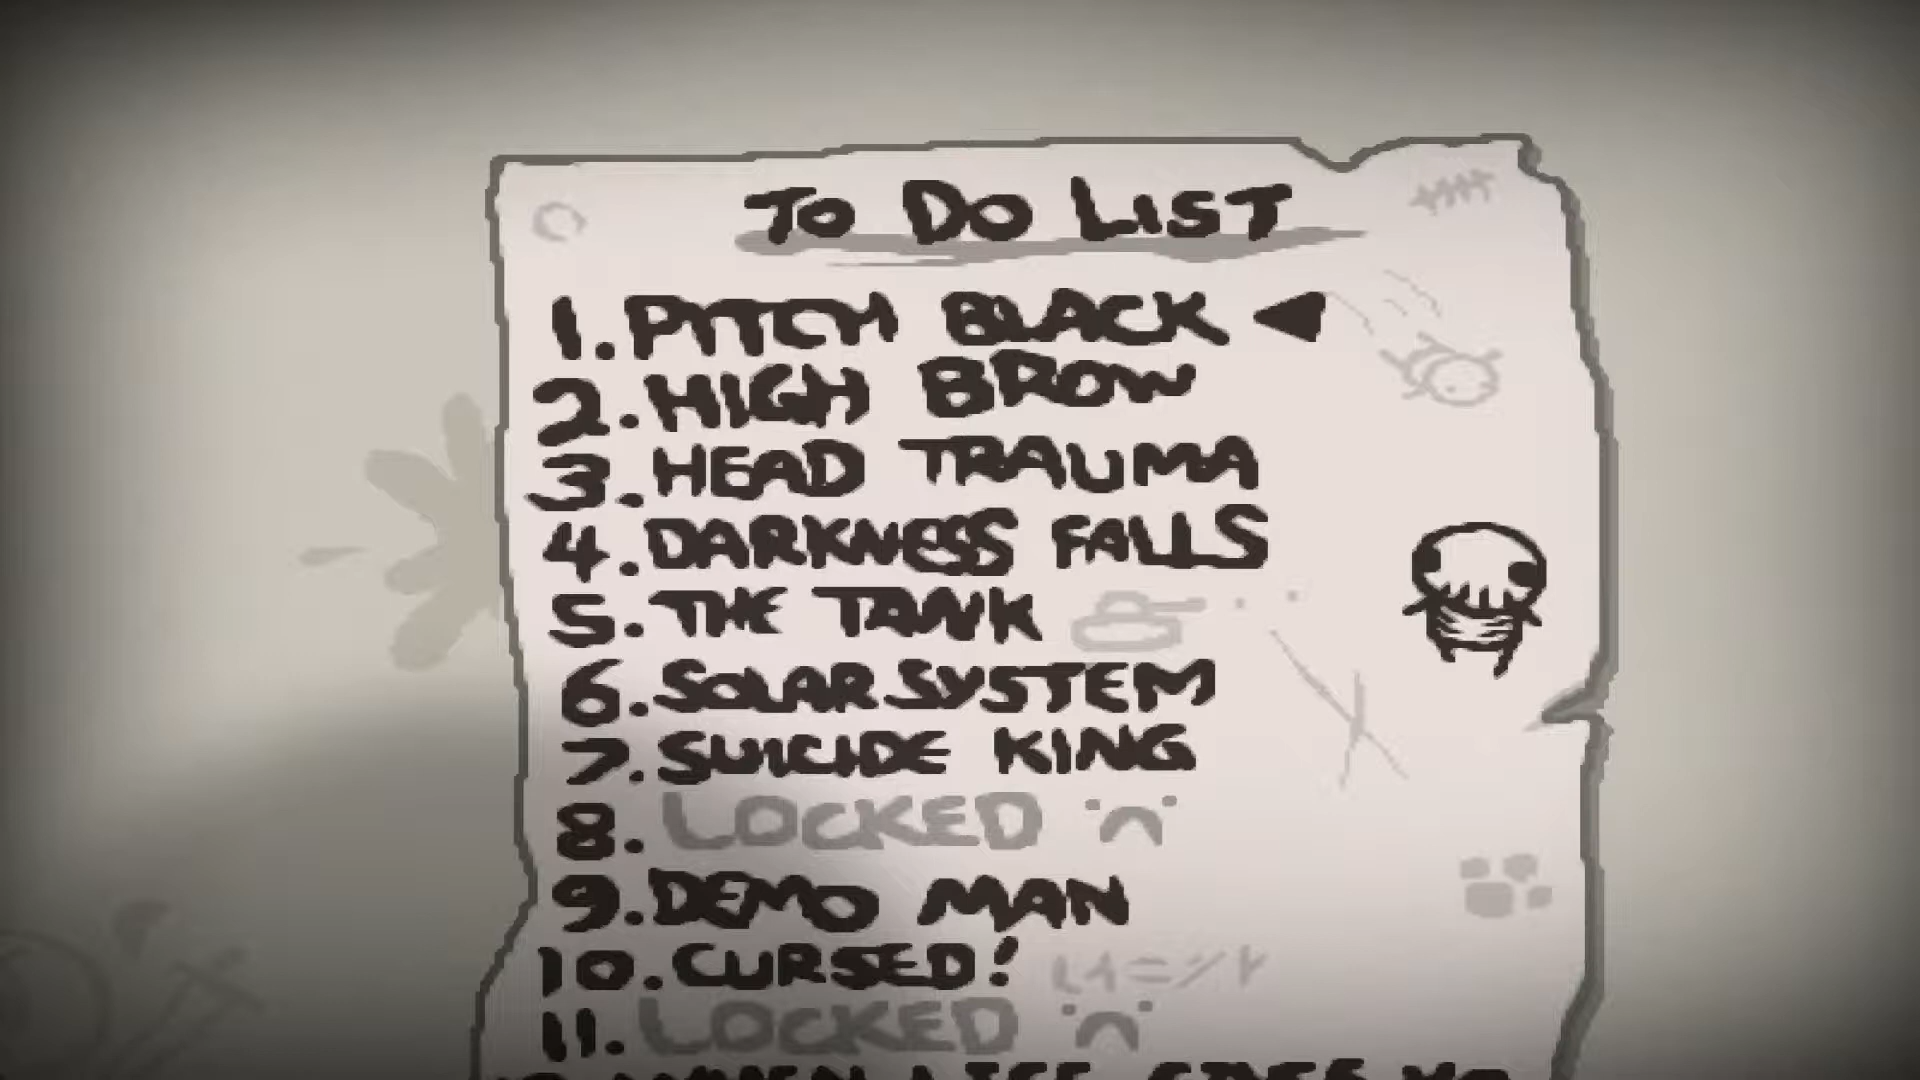 TO DO LIST
1. PITCH BLACK
2. HIGH BROW
3. HEAD TRAUMA
4. DARKNESS FALLS
5. THE TANK
6. SOLAR SYSTEM
7. SUICIDE KING
8. LOCKED
9. DEMO MAN
10. CURSED!
11. LOCKED